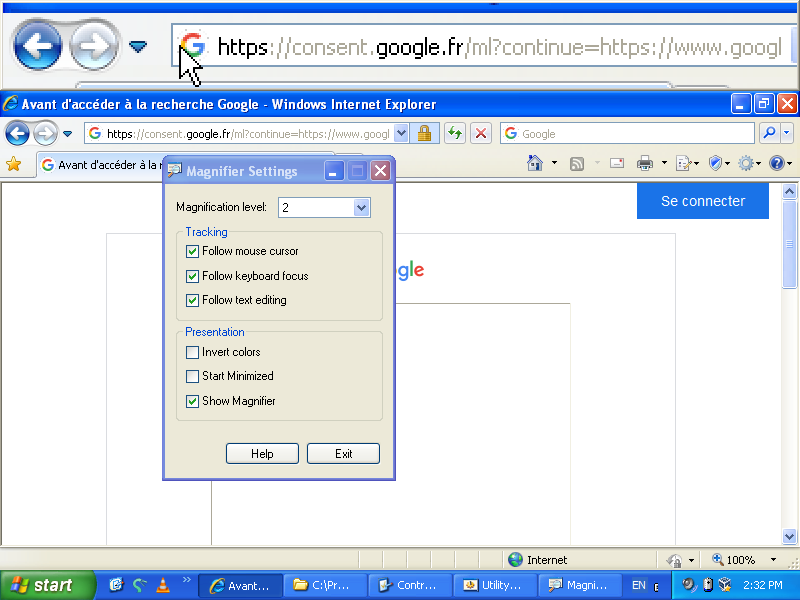 https://consent.google.fr/ml?continue=https://www.googl
Avant d'accéder à la recherche Google - Windows Internet Explorer
https://consent.google.fr/ml?continue=https://www.googl
Google
Avant d'accéder à la r
Se connecter
Magnifier Settings
Magnification level: 2
Tracking
Follow mouse cursor
Follow keyboard focus
Follow text editing
Presentation
Invert colors
Start Minimized
Show Magnifier
Help Exit
ogle
Internet 100%
start Avant... C:\Pr... Contr... Utility... Magni... EN 2:32 PM